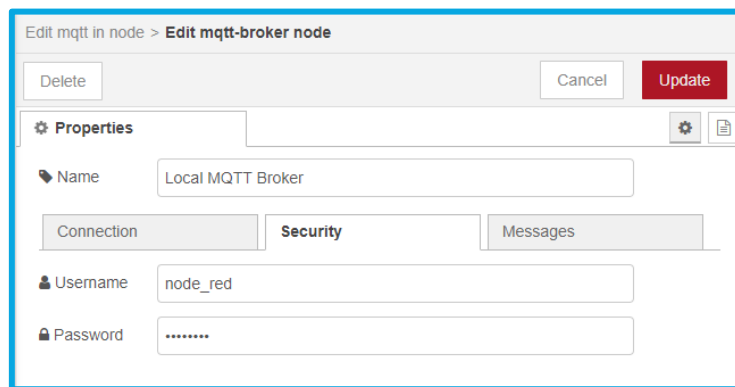 Edit mqtt in node > Edit mqtt-broker node
Delete Cancel Update
Properties
Name Local MQTT Broker
Connection Security Messages
Username node_red
Password ••••••••